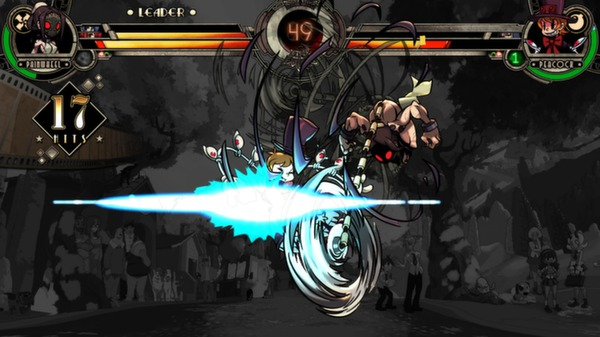 LEADER
49
PAINWHEEL
1
PEACOCK
17
HITS